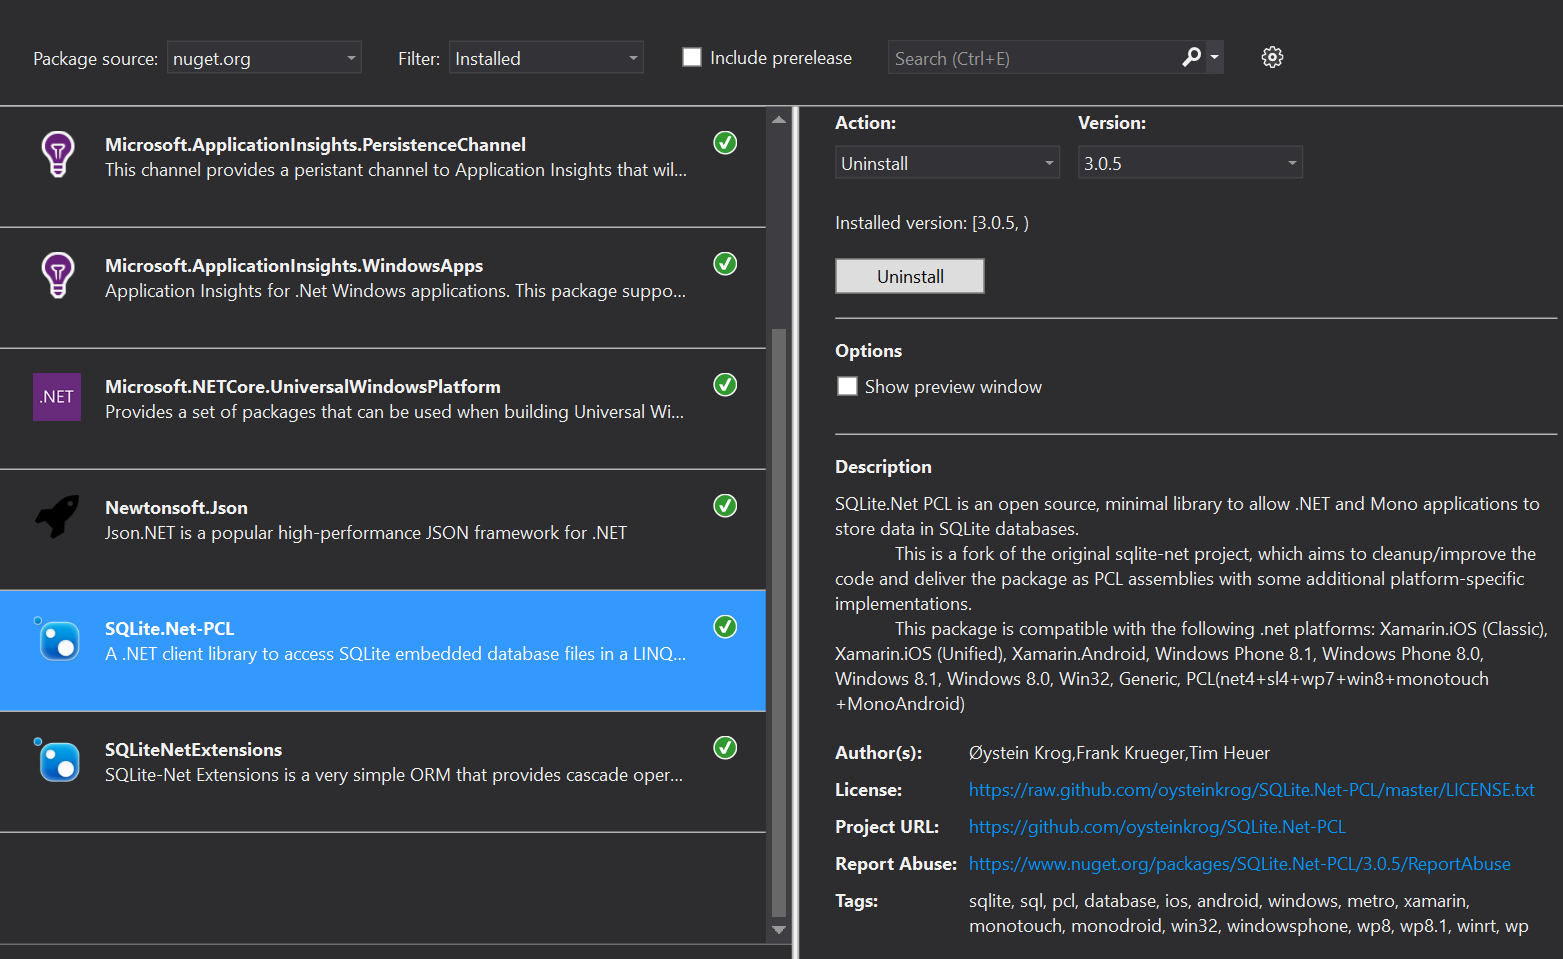 Package source: nuget.org Filter: Installed Include prerelease Search (Ctrl+E)
Microsoft.ApplicationInsights.PersistenceChannel
This channel provides a peristant channel to Application Insights that wil...
Microsoft.ApplicationInsights.WindowsApps
Application Insights for .Net Windows applications. This package suppo...
.NET
Microsoft.NETCore.UniversalWindowsPlatform
Provides a set of packages that can be used when building Universal Wi...
Newtonsoft.Json
Json.NET is a popular high-performance JSON framework for .NET
SQLite.Net-PCL
A .NET client library to access SQLite embedded database files in a LINQ...
SQLiteNetExtensions
SQLite-Net Extensions is a very simple ORM that provides cascade oper...
Action: Version:
Uninstall 3.0.5
Installed version: [3.0.5, )
Uninstall
Options
Show preview window
Description
SQLite.Net PCL is an open source, minimal library to allow .NET and Mono applications to
store data in SQLite databases.
This is a fork of the original sqlite-net project, which aims to cleanup/improve the
code and deliver the package as PCL assemblies with some additional platform-specific
implementations.
This package is compatible with the following .net platforms: Xamarin.iOS (Classic),
Xamarin.iOS (Unified), Xamarin.Android, Windows Phone 8.1, Windows Phone 8.0,
Windows 8.1, Windows 8.0, Win32, Generic, PCL(net4+sl4+wp7+win8+monotouch
+MonoAndroid)
Author(s): Øystein Krog,Frank Krueger,Tim Heuer
License: https://raw.github.com/oysteinkrog/SQLite.Net-PCL/master/LICENSE.txt
Project URL: https://github.com/oysteinkrog/SQLite.Net-PCL
Report Abuse: https://www.nuget.org/packages/SQLite.Net-PCL/3.0.5/ReportAbuse
Tags: sqlite, sql, pcl, database, ios, android, windows, metro, xamarin,
monotouch, monodroid, win32, windowsphone, wp8, wp8.1, winrt, wp